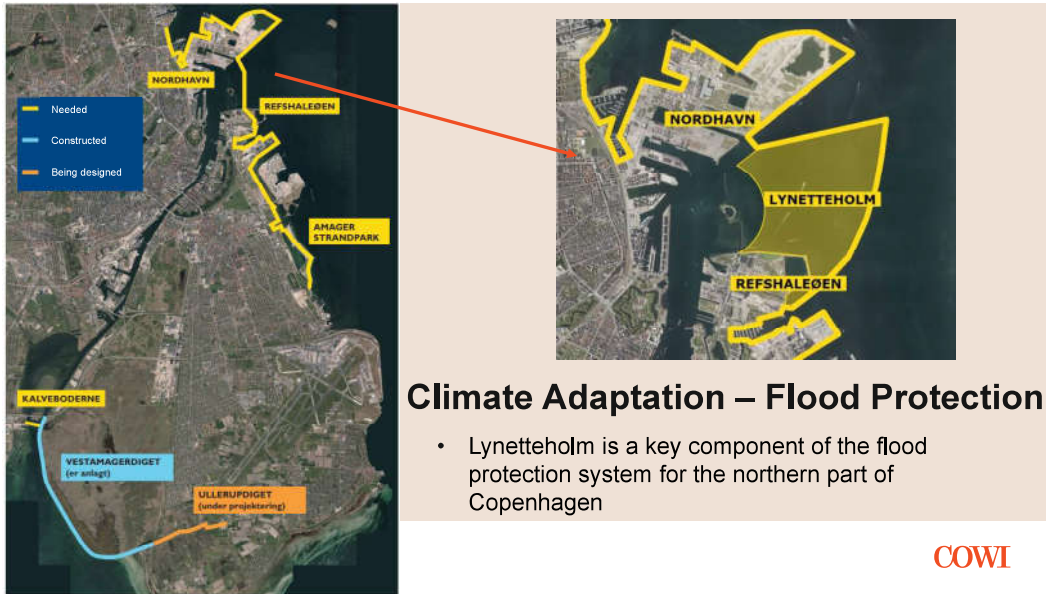 NORDHAVN
Needed
REFSHALEØEN
Constructed
Being designed
AMAGER
STRANDPARK
KALVEBODERNE
VESTAMAGERDIGET
(er anlagt)
ULLERUPDIGET
(under projektering)
NORDHAVN
LYNETTEHOLM
REFSHALEØEN
Climate Adaptation – Flood Protection
• Lynetteholm is a key component of the flood
protection system for the northern part of
Copenhagen
COWI